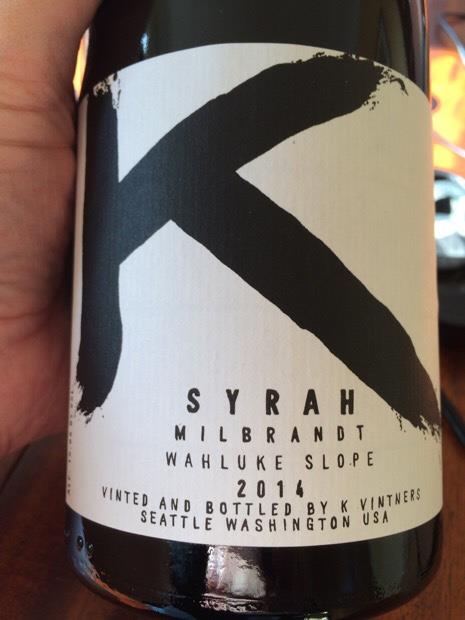 K
SYRAH
MILBRANDT
WAHLUKE SLOPE
2014
VINTED AND BOTTLED BY K VINTNERS
SEATTLE WASHINGTON USA